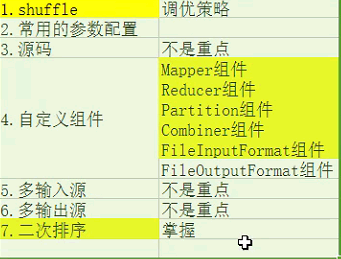 1.shuffle 调优策略
2.常用的参数配置
3.源码 不是重点
4.自定义组件
Mapper组件
Reducer组件
Partition组件
Combiner组件
FileInputFormat组件
FileOutputFormat组件
5.多输入源 不是重点
6.多输出源 不是重点
7.二次排序 掌握